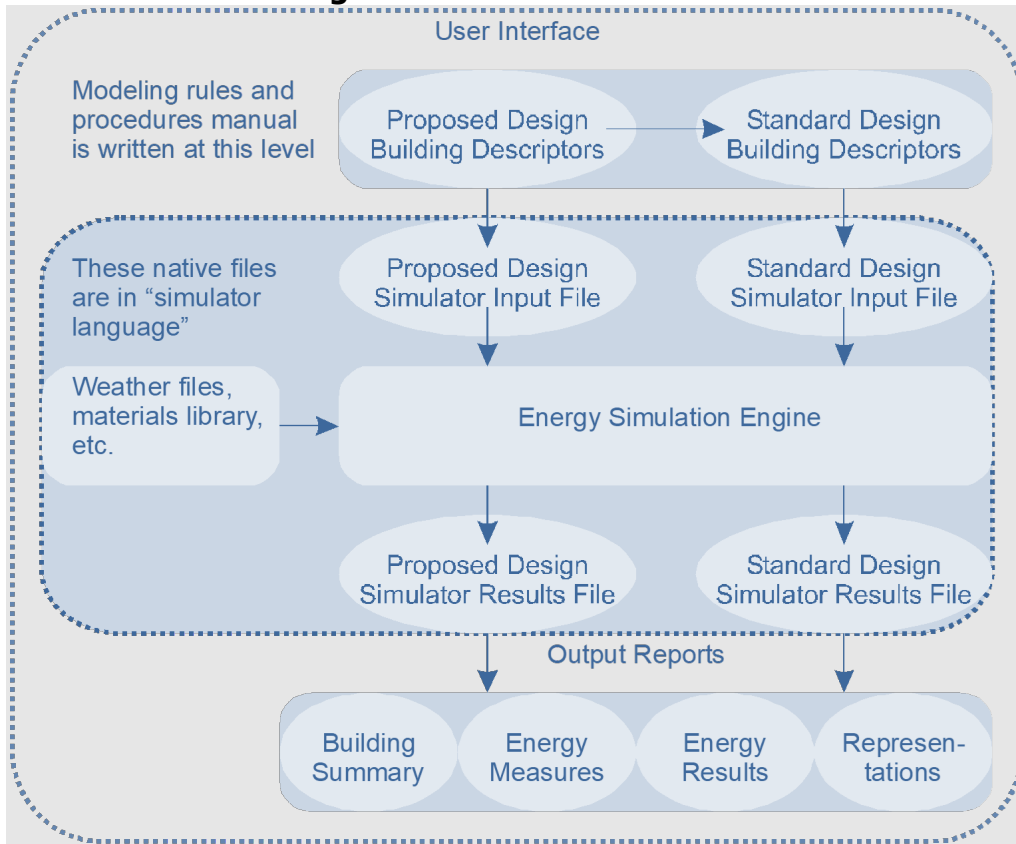 User Interface
Modeling rules and
procedures manual
is written at this level
Proposed Design
Building Descriptors
Standard Design
Building Descriptors
These native files
are in “simulator
language”
Proposed Design
Simulator Input File
Standard Design
Simulator Input File
Weather files,
materials library,
etc.
Energy Simulation Engine
Proposed Design
Simulator Results File
Standard Design
Simulator Results File
Output Reports
Building
Summary
Energy
Measures
Energy
Results
Represen-
tations